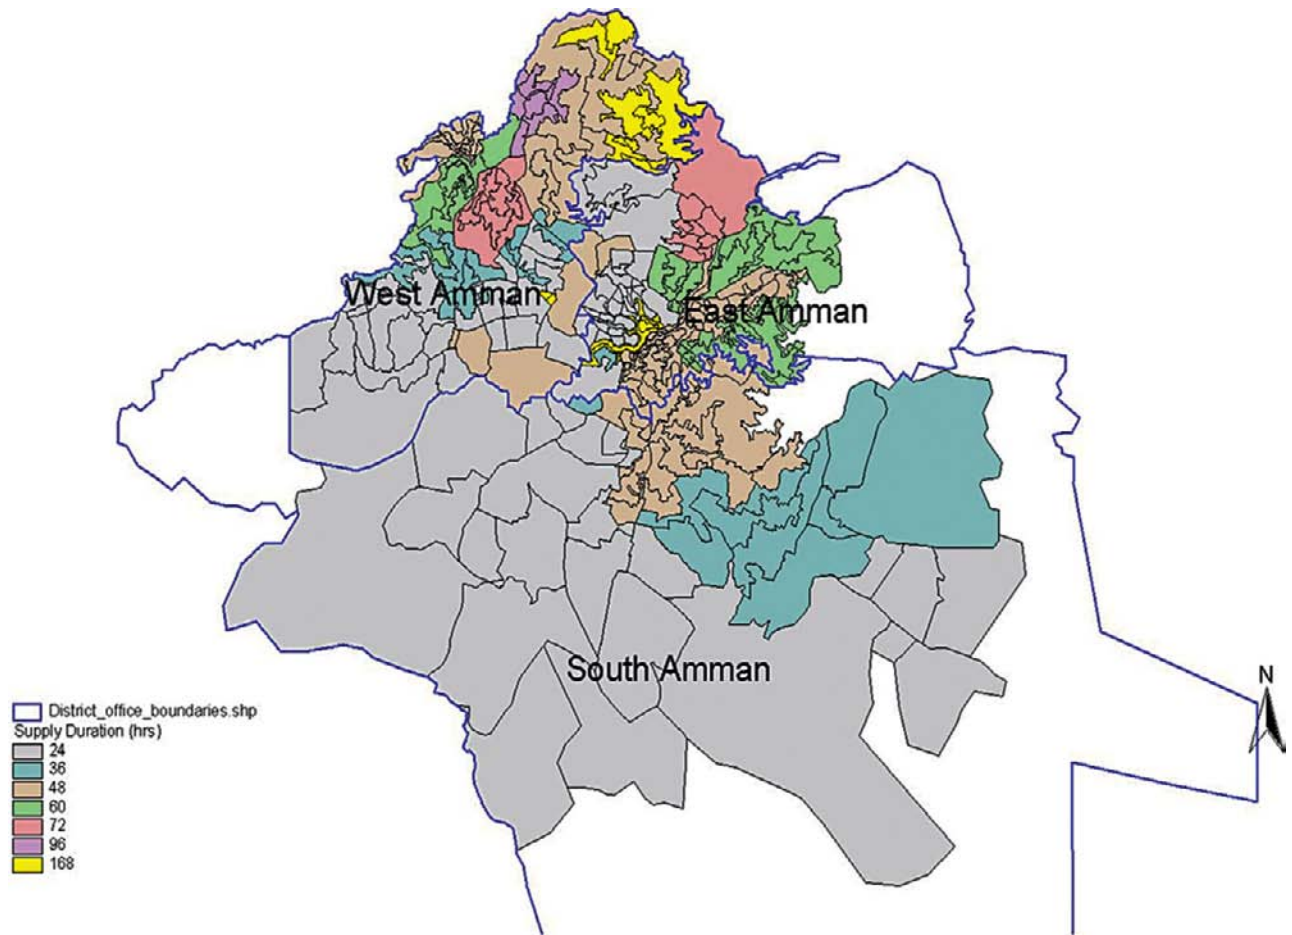 West Amman
East Amman
South Amman
N
District_office_boundaries.shp
Supply Duration (hrs)
24
36
48
60
72
96
168